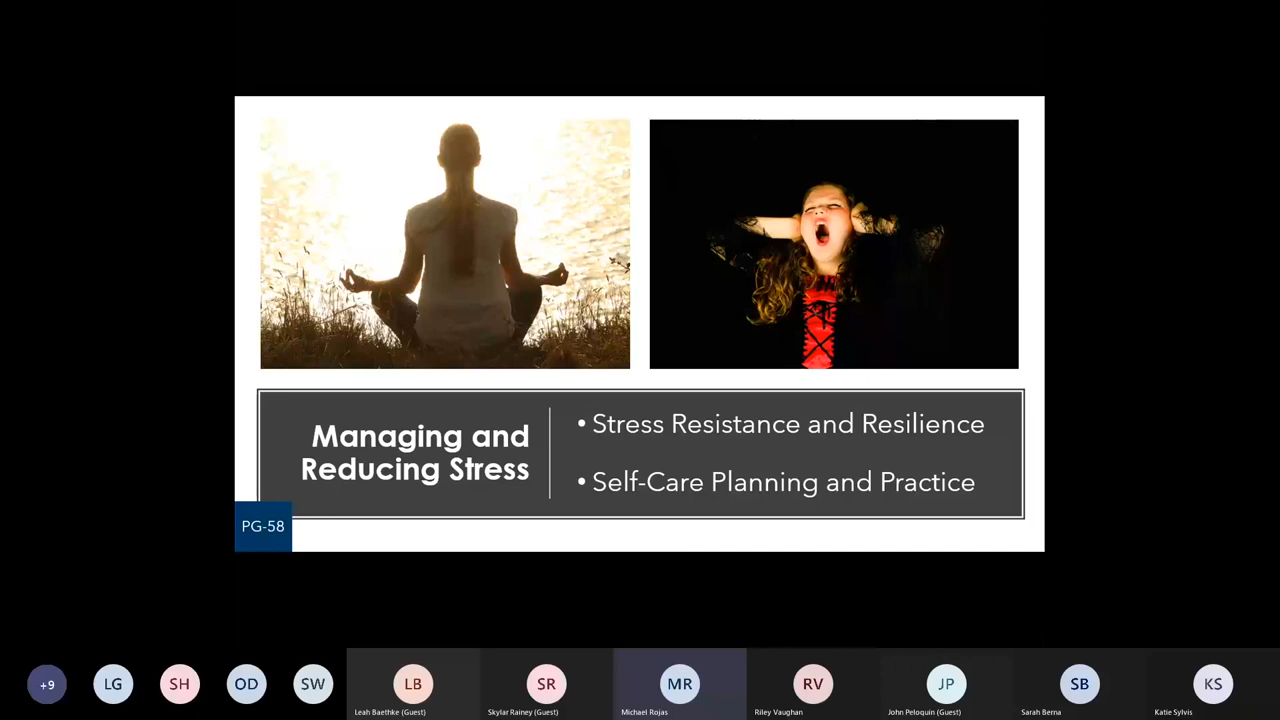 Managing and
Reducing Stress
• Stress Resistance and Resilience
• Self-Care Planning and Practice
PG-58
+9
LG
SH
OD
SW
LB
SR
MR
RV
JP
SB
KS
Leah Baethke (Guest)
Skylar Rainey (Guest)
Michael Rojas
Riley Vaughan
John Peloquin (Guest)
Sarah Berna
Katie Sylvis